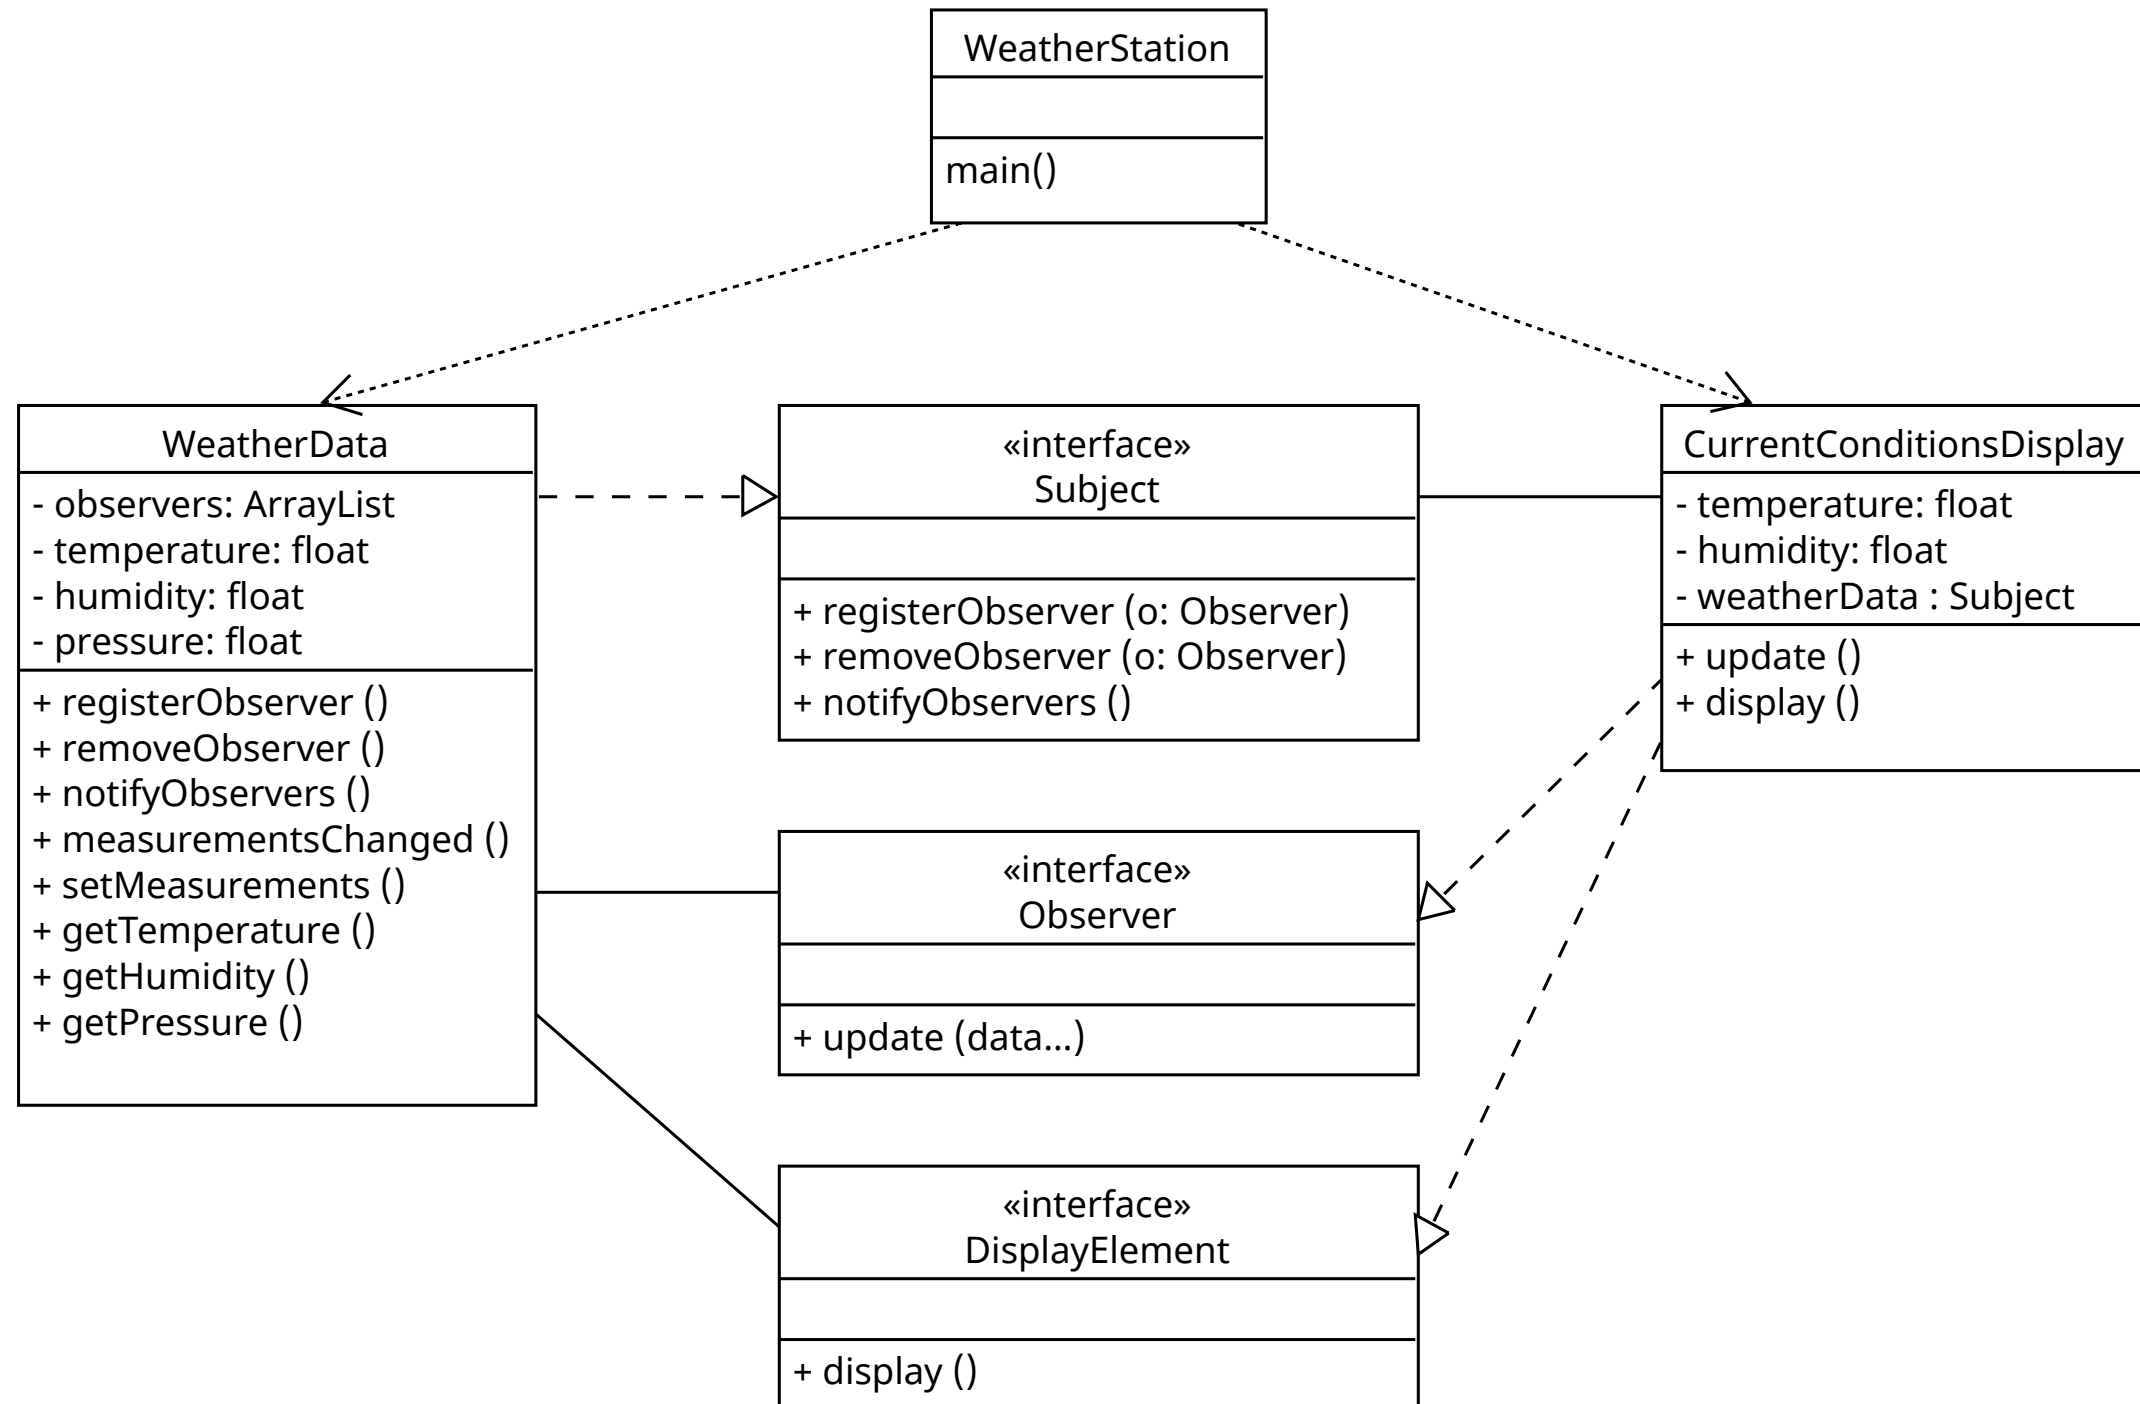 WeatherStation
main()
WeatherData
- observers: ArrayList
- temperature: float
- humidity: float
- pressure: float
+ registerObserver ()
+ removeObserver ()
+ notifyObservers ()
+ measurementsChanged ()
+ setMeasurements ()
+ getTemperature ()
+ getHumidity ()
+ getPressure ()
«interface»
Subject
+ registerObserver (o: Observer)
+ removeObserver (o: Observer)
+ notifyObservers ()
CurrentConditionsDisplay
- temperature: float
- humidity: float
- weatherData : Subject
+ update ()
+ display ()
«interface»
Observer
+ update (data...)
«interface»
DisplayElement
+ display ()